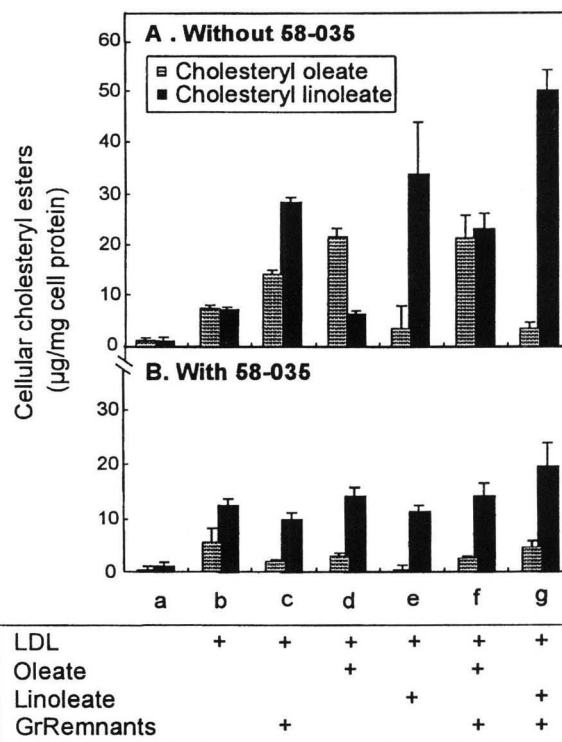 A . Without 58-035
Cholesteryl oleate
Cholesteryl linoleate
60
50
40
30
20
10
0
Cellular cholesteryl esters
(µg/mg cell protein)
B. With 58-035
30
20
10
0
a b c d e f g
LDL + + + + + +
Oleate + +
Linoleate + +
GrRemnants + + +